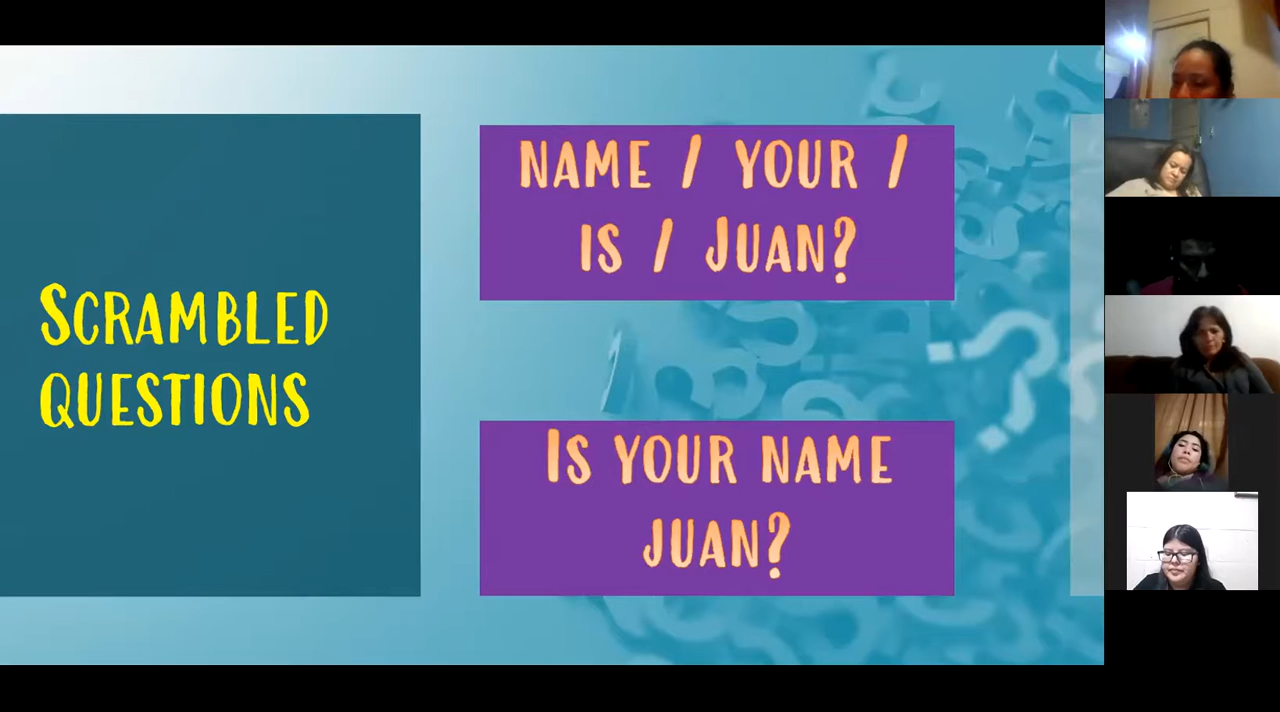 SCRAMBLED
QUESTIONS
NAME / YOUR /
IS / JUAN?
IS YOUR NAME
JUAN?